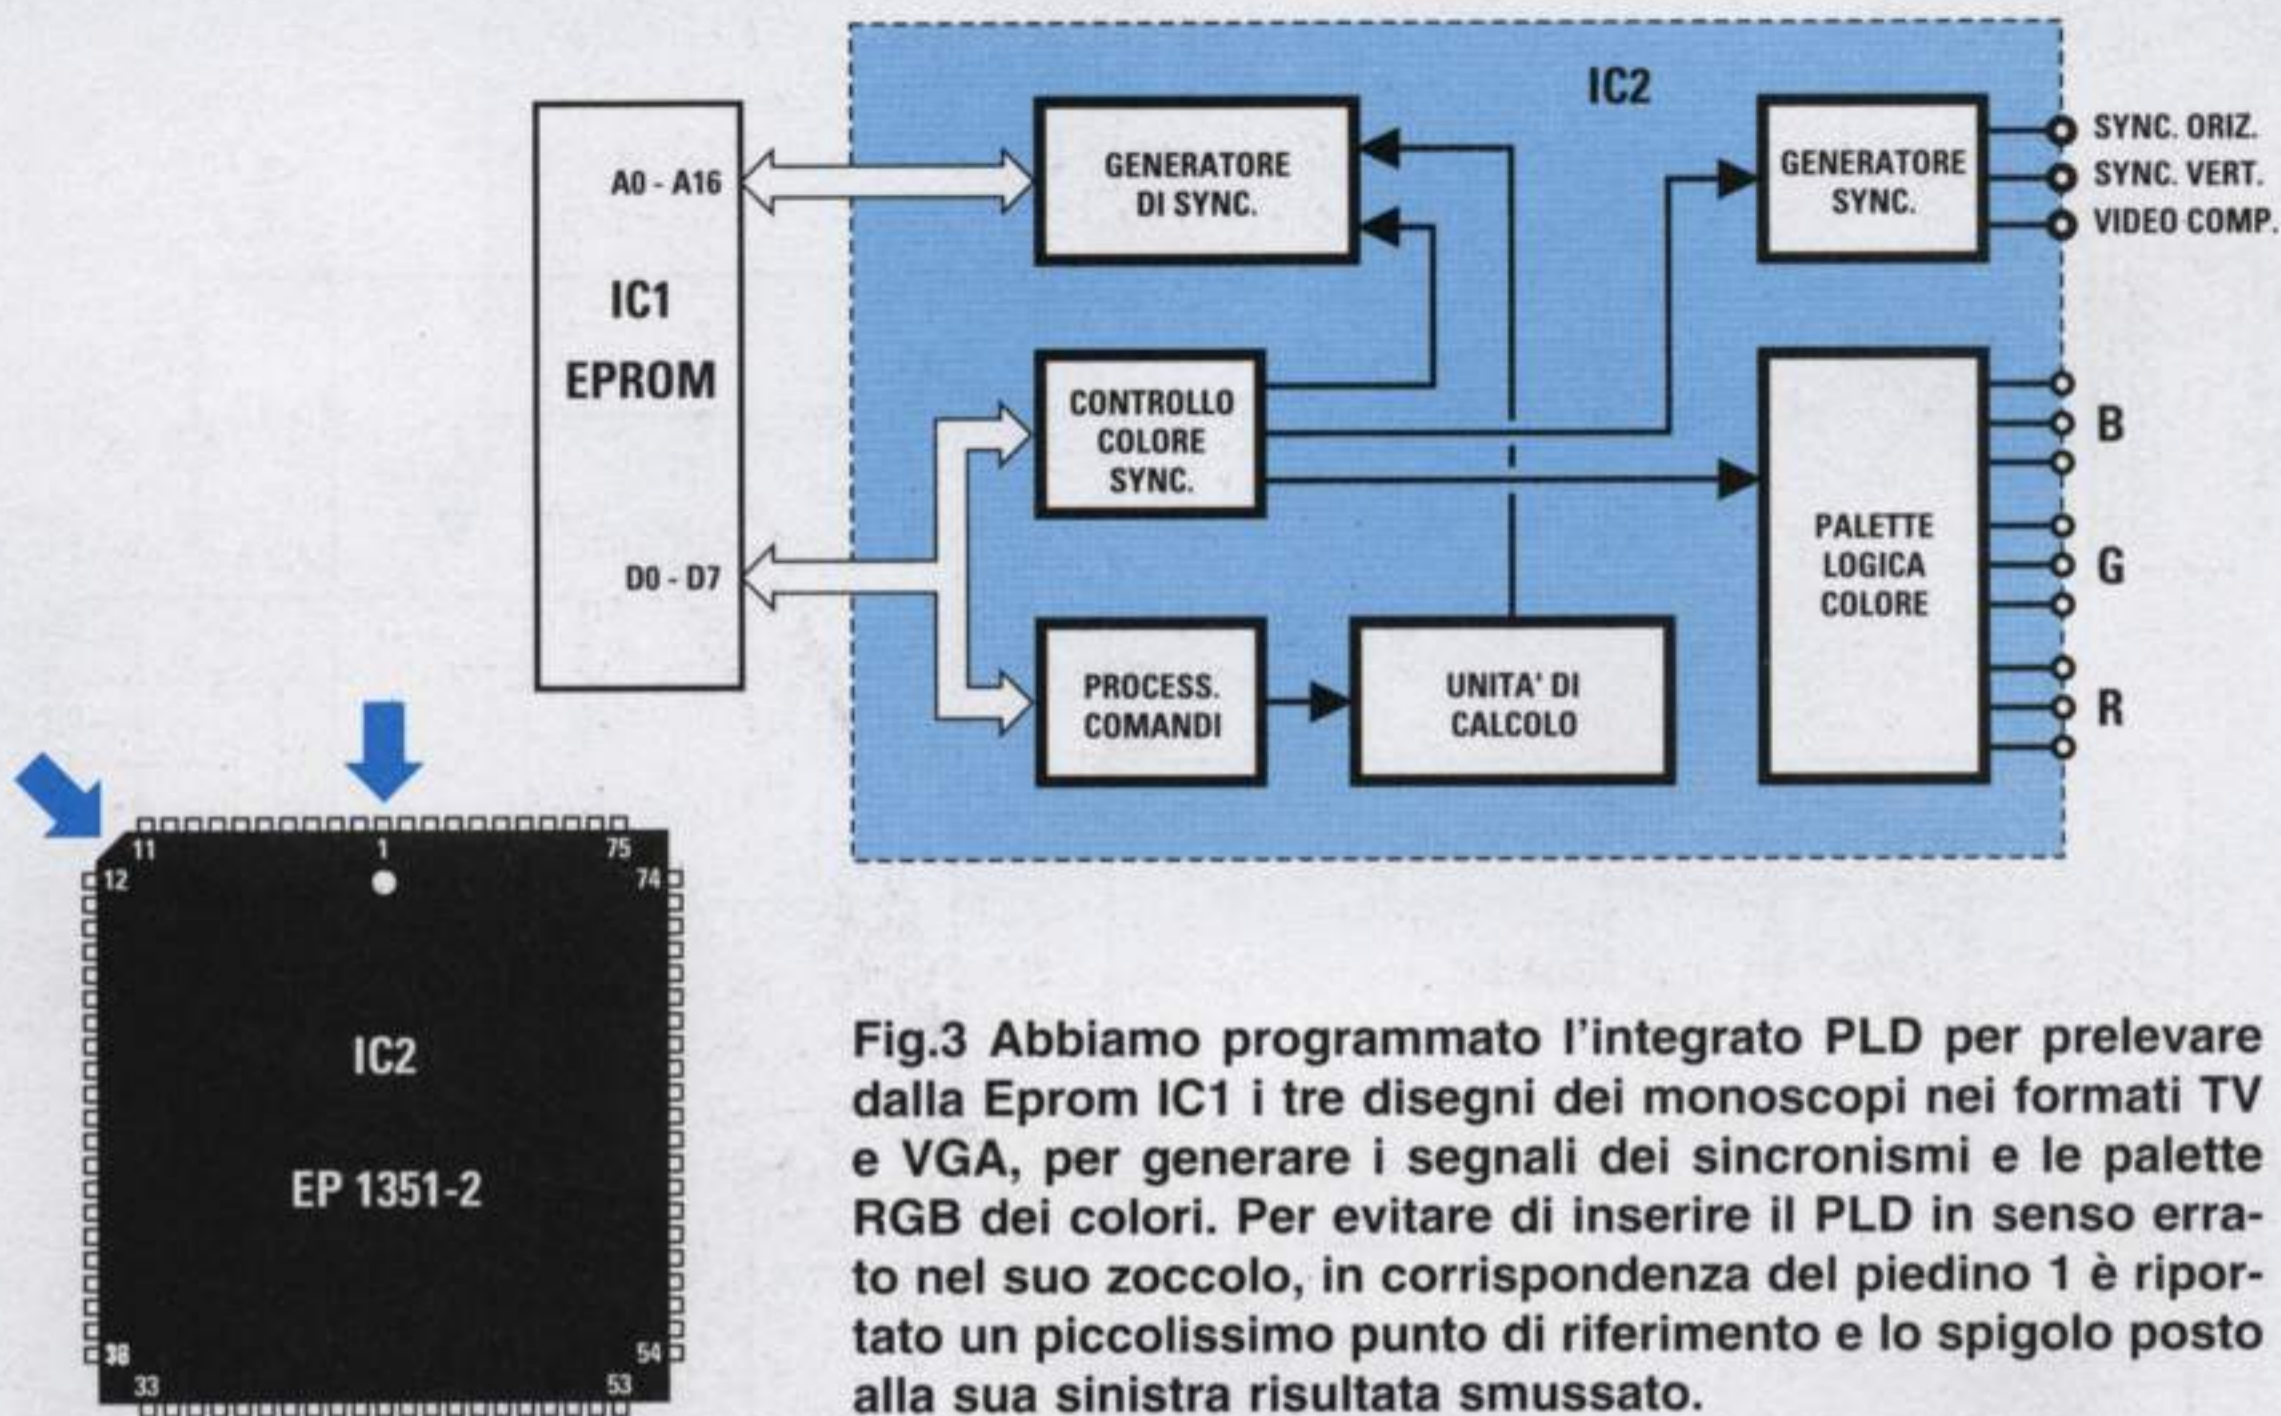 IC2
A0 - A16
IC1
EPROM
D0 - D7
GENERATORE
DI SYNC.
CONTROLLO
COLORE
SYNC.
PROCESS.
COMANDI
UNITA' DI
CALCOLO
GENERATORE
SYNC.
PALETTE
LOGICA
COLORE
SYNC. ORIZ.
SYNC. VERT.
VIDEO COMP.
B
G
R
11
1
75
12
74
IC2
EP 1351-2
38
54
33
53
Fig.3 Abbiamo programmato l'integrato PLD per prelevare
dalla Eprom IC1 i tre disegni dei monoscopi nei formati TV
e VGA, per generare i segnali dei sincronismi e le palette
RGB dei colori. Per evitare di inserire il PLD in senso erra-
to nel suo zoccolo, in corrispondenza del piedino 1 è ripor-
tato un piccolissimo punto di riferimento e lo spigolo posto
alla sua sinistra risultata smussato.